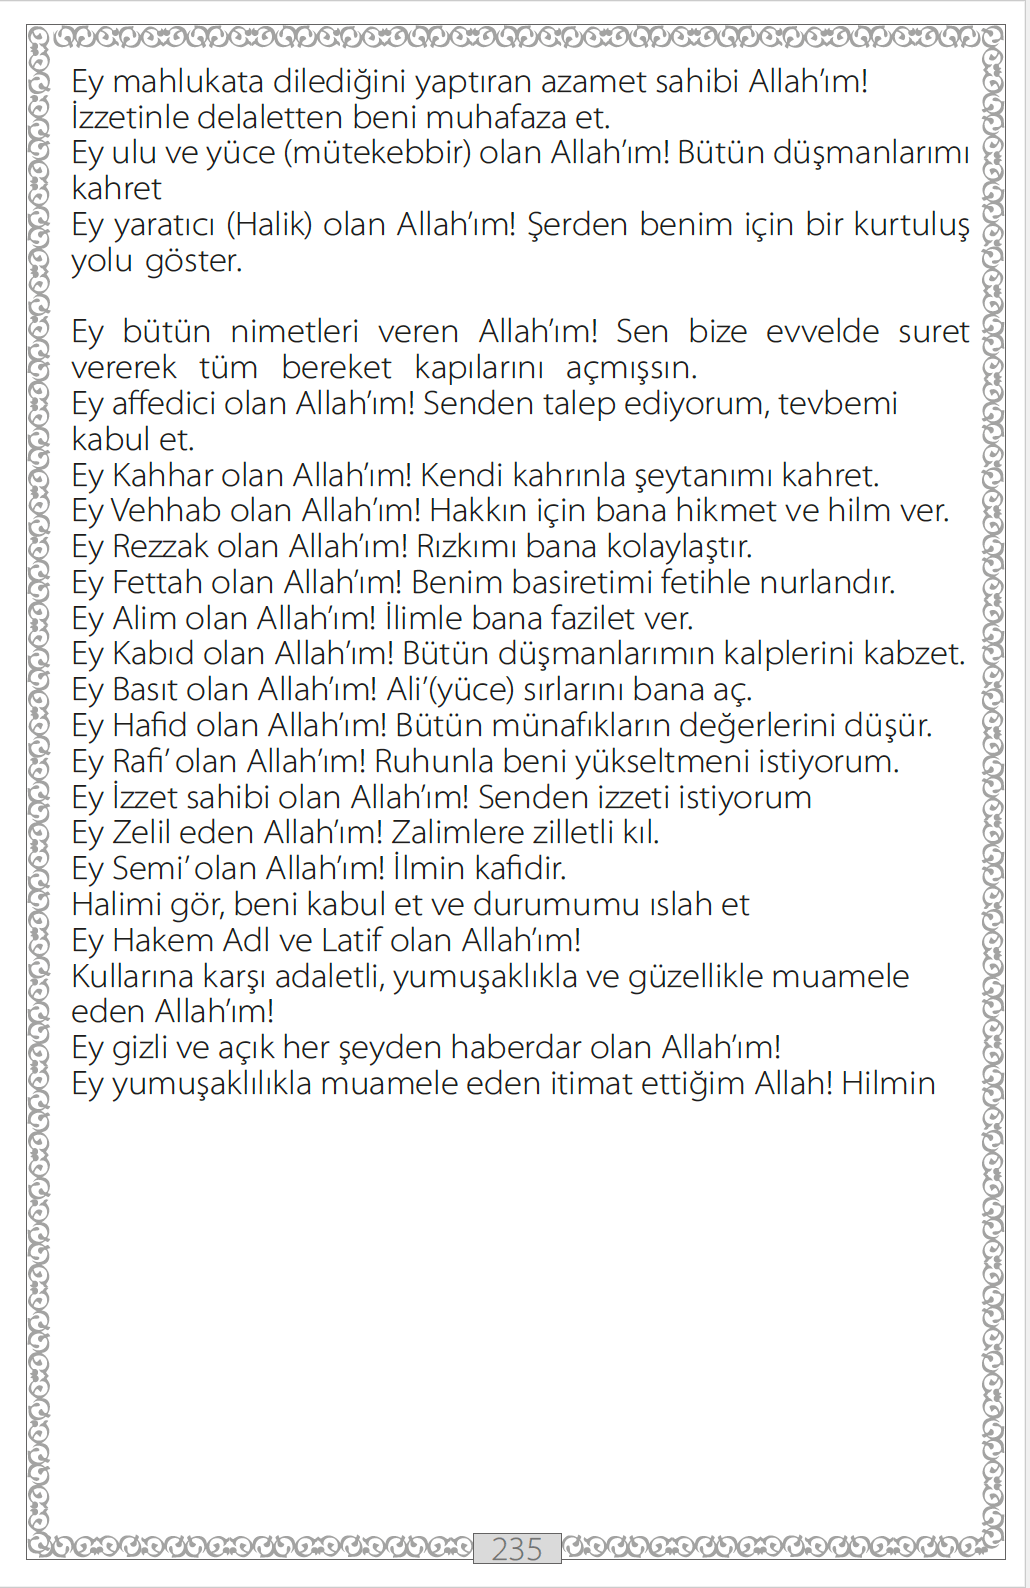 Ey mahlukata dilediğini yaptıran azamet sahibi Allah’ım!
İzzetinle delaletten beni muhafaza et.
Ey ulu ve yüce (mütekebbir) olan Allah’ım! Bütün düşmanlarımı
kahret
Ey yaratıcı (Halik) olan Allah’ım! Şerden benim için bir kurtuluş
yolu göster.
Ey bütün nimetleri veren Allah’ım! Sen bize evvelde suret
vererek tüm bereket kapılarını açmışsın.
Ey affedici olan Allah’ım! Senden talep ediyorum, tevbemi
kabul et.
Ey Kahhar olan Allah’ım! Kendi kahrınla şeytanımı kahret.
Ey Vehhab olan Allah’ım! Hakkın için bana hikmet ve hilm ver.
Ey Rezzak olan Allah’ım! Rızkımı bana kolaylaştır.
Ey Fettah olan Allah’ım! Benim basiretimi fetihle nurlandır.
Ey Alim olan Allah’ım! İlimle bana fazilet ver.
Ey Kabıd olan Allah’ım! Bütün düşmanlarımın kalplerini kabzet.
Ey Basıt olan Allah’ım! Ali’(yüce) sırlarını bana aç.
Ey Hafid olan Allah’ım! Bütün münafıkların değerlerini düşür.
Ey Rafi’ olan Allah’ım! Ruhunla beni yükseltmeni istiyorum.
Ey İzzet sahibi olan Allah’ım! Senden izzeti istiyorum
Ey Zelil eden Allah’ım! Zalimlere zilletli kıl.
Ey Semi’ olan Allah’ım! İlmin kafidir.
Halimi gör, beni kabul et ve durumumu ıslah et
Ey Hakem Adl ve Latif olan Allah’ım!
Kullarına karşı adaletli, yumuşaklıkla ve güzellikle muamele
eden Allah’ım!
Ey gizli ve açık her şeyden haberdar olan Allah’ım!
Ey yumuşaklılıkla muamele eden itimat ettiğim Allah! Hilmin
235